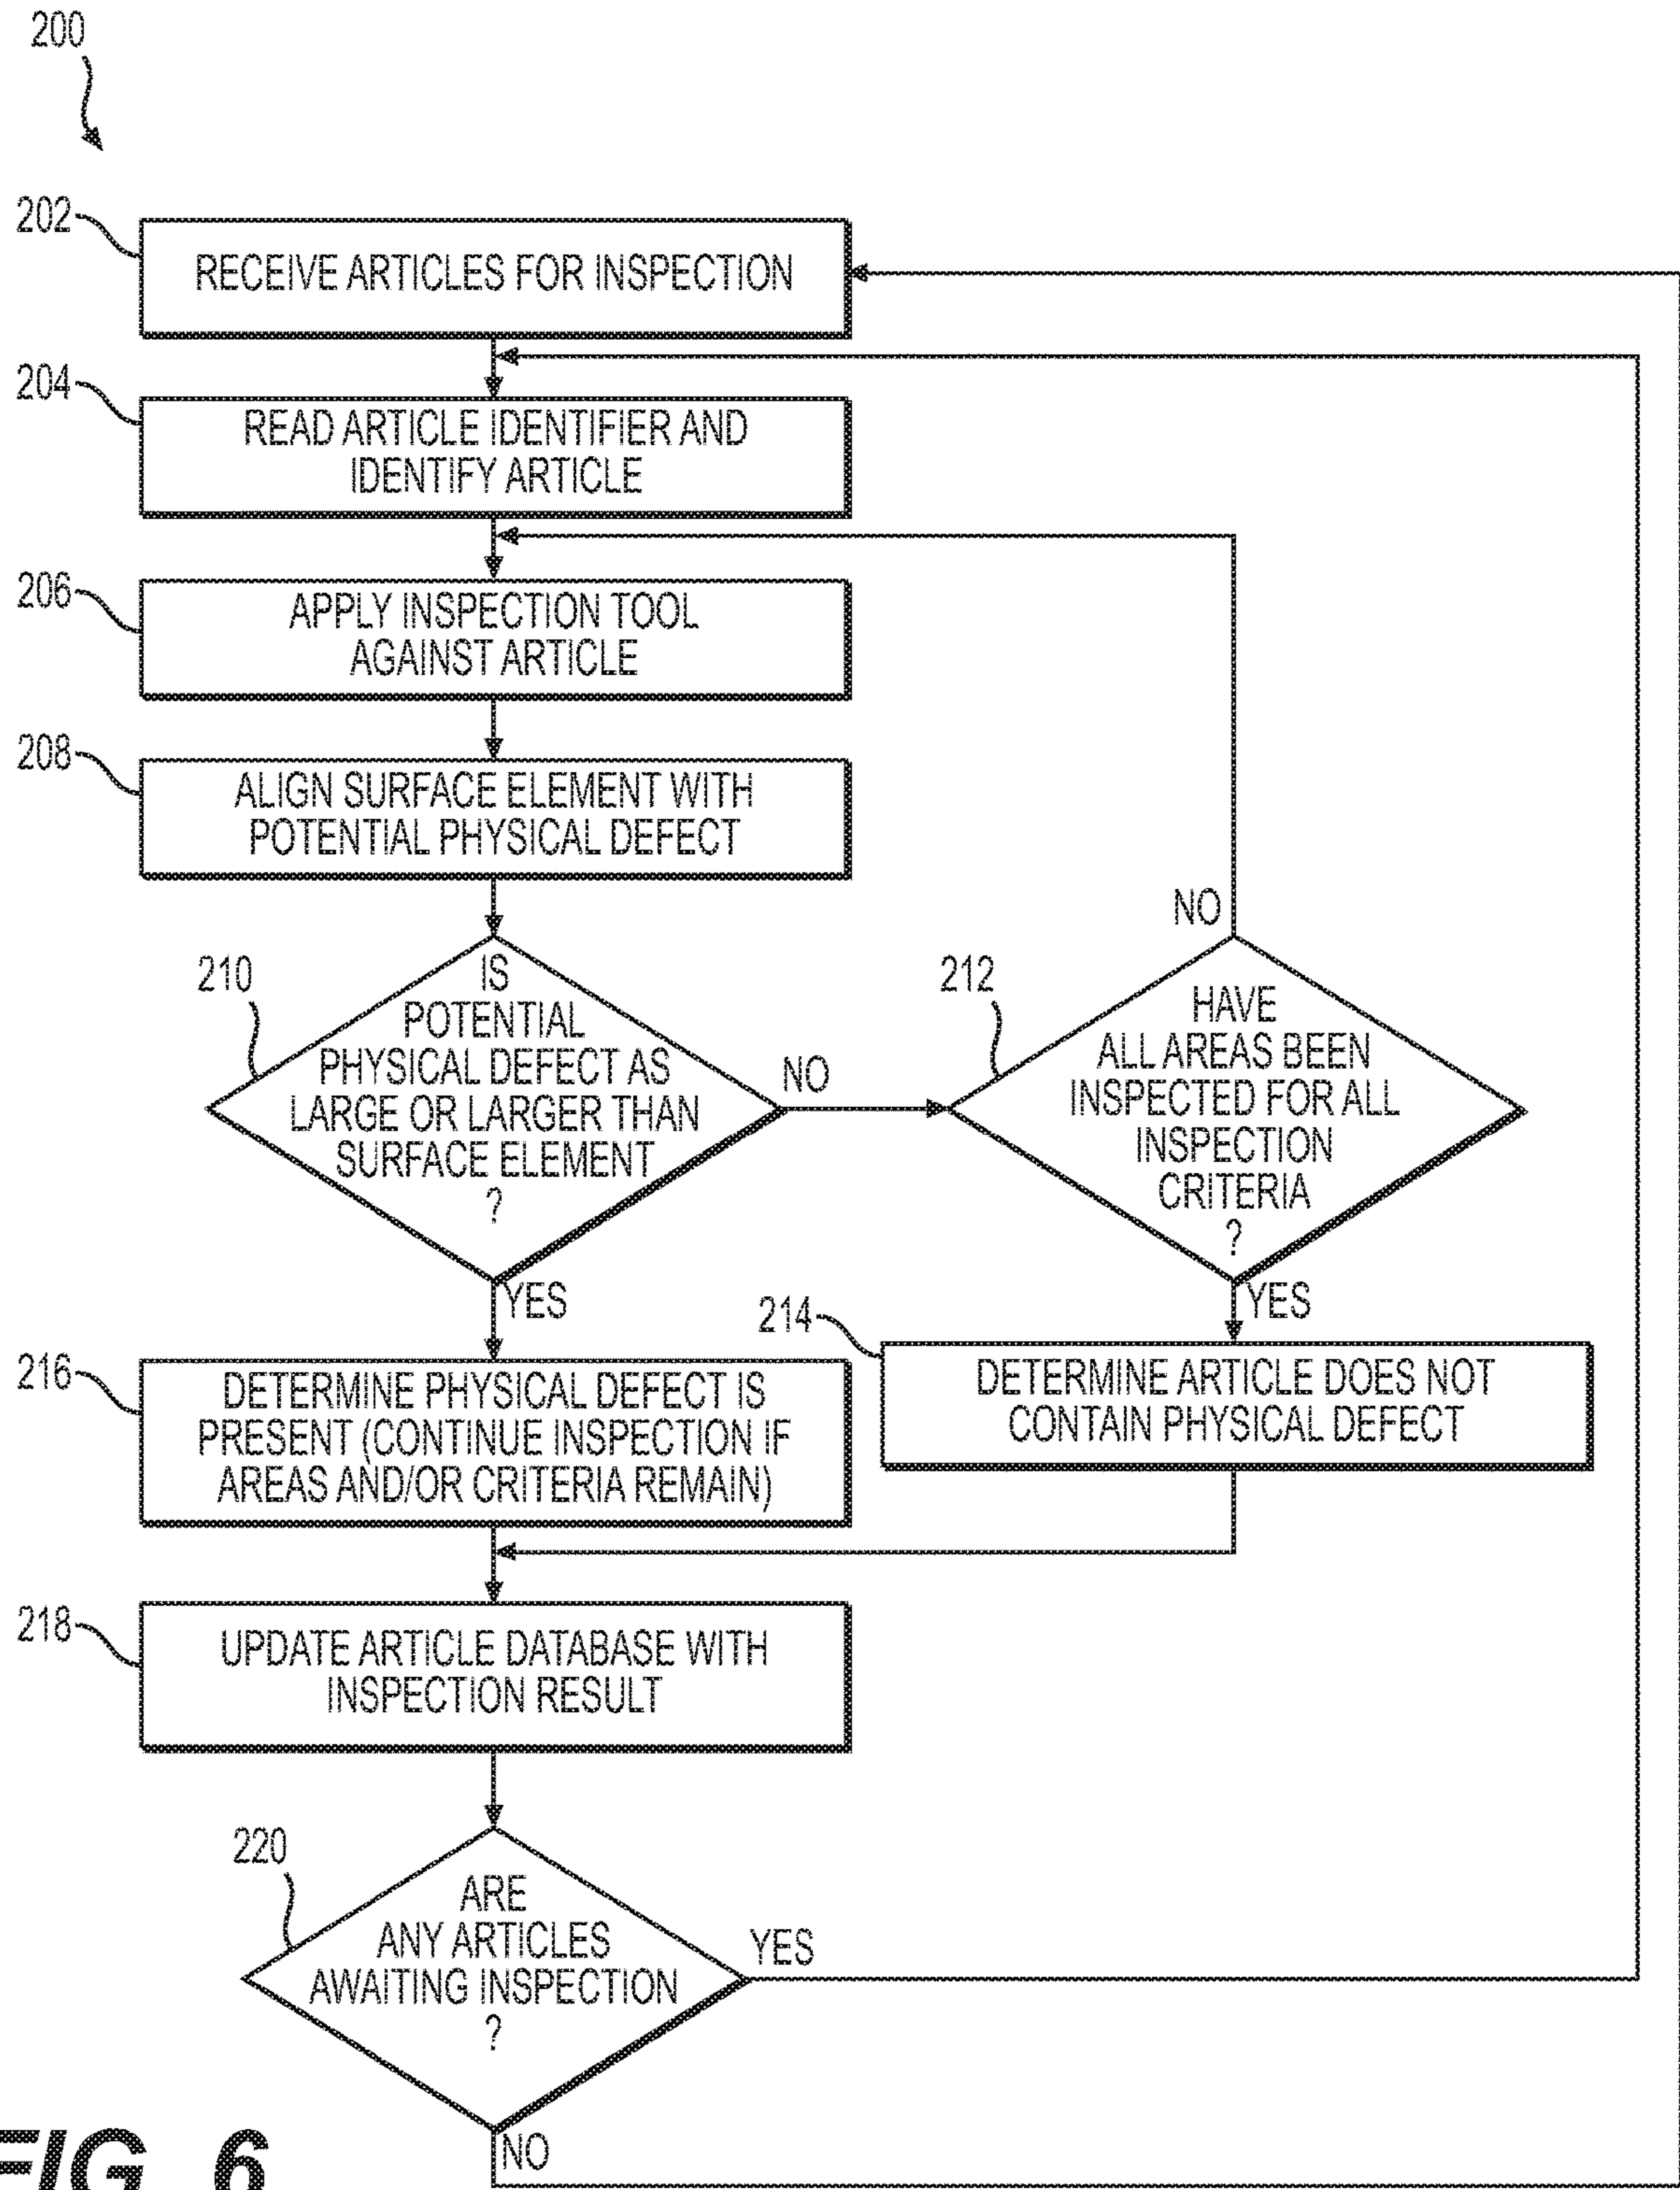 200
202
RECEIVE ARTICLES FOR INSPECTION
204
READ ARTICLE IDENTIFIER AND
IDENTIFY ARTICLE
206
APPLY INSPECTION TOOL
AGAINST ARTICLE
208
ALIGN SURFACE ELEMENT WITH
POTENTIAL PHYSICAL DEFECT
210
IS
POTENTIAL
PHYSICAL DEFECT AS
LARGE OR LARGER THAN
SURFACE ELEMENT
?
NO
YES
212
HAVE
ALL AREAS BEEN
INSPECTED FOR ALL
INSPECTION
CRITERIA
?
NO
YES
214
DETERMINE ARTICLE DOES NOT
CONTAIN PHYSICAL DEFECT
216
DETERMINE PHYSICAL DEFECT IS
PRESENT (CONTINUE INSPECTION IF
AREAS AND/OR CRITERIA REMAIN)
218
UPDATE ARTICLE DATABASE WITH
INSPECTION RESULT
220
ARE
ANY ARTICLES
AWAITING INSPECTION
?
YES
NO
FIG. 6